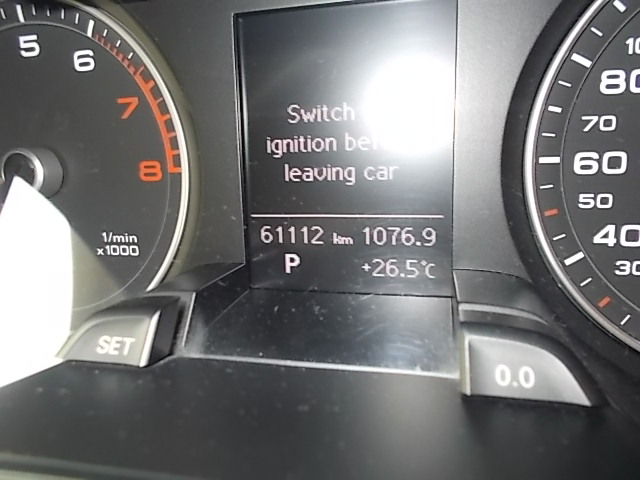 5
6
7
8
1/min
x1000
SET
Switch
ignition
leaving car
61112 km 1076.9
P +26.5°c
0.0
80
70
60
50
40
30